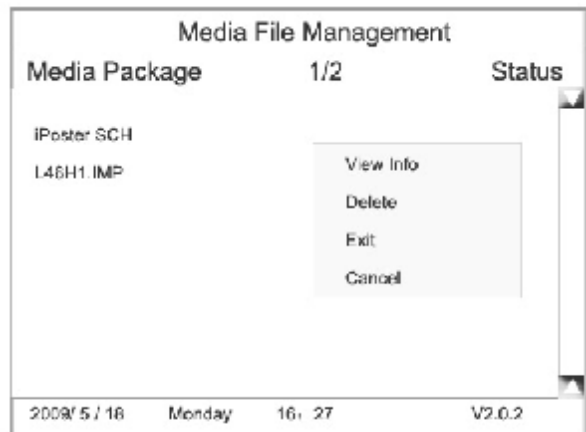 Media File Management
Media Package 1/2 Status
iPoster SCH
L46H1.IMP
View Info
Delete
Exit
Cancel
2009/ 5 / 18 Monday 16: 27 V2.0.2